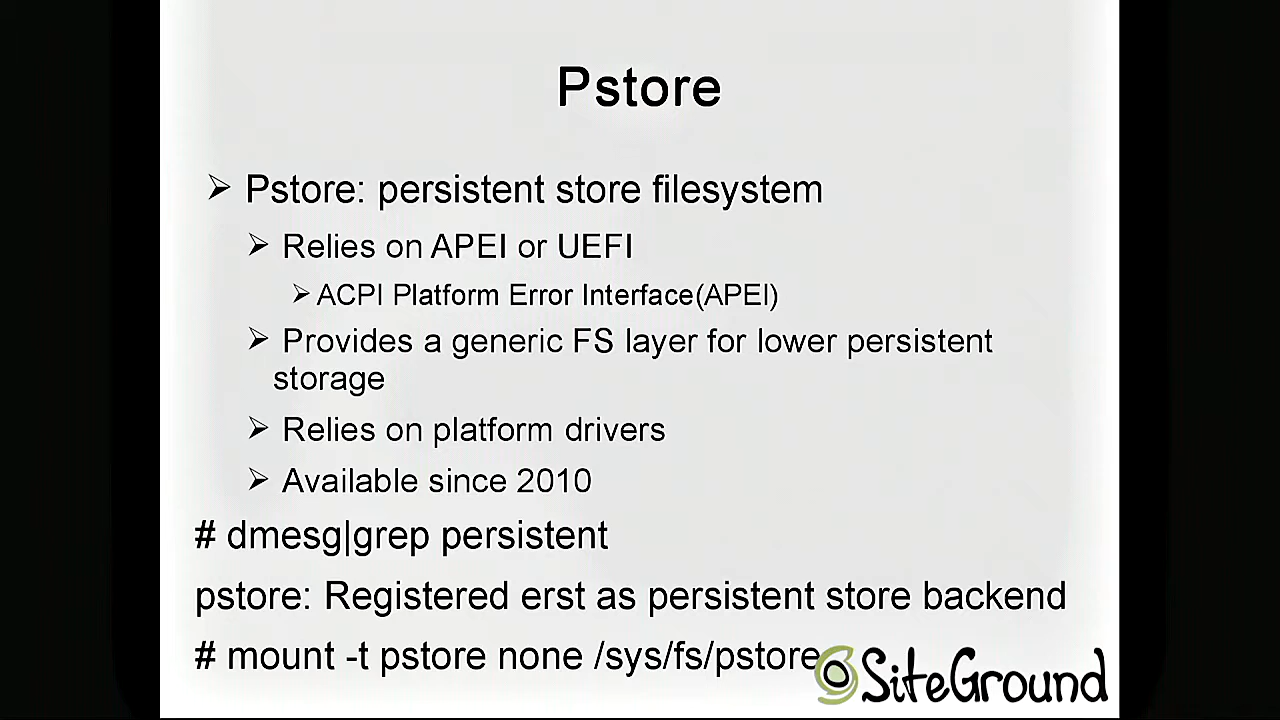 Pstore
Pstore: persistent store filesystem
Relies on APEI or UEFI
ACPI Platform Error Interface(APEI)
Provides a generic FS layer for lower persistent
storage
Relies on platform drivers
Available since 2010
# dmesg|grep persistent
pstore: Registered erst as persistent store backend
# mount -t pstore none /sys/fs/pstore
SiteGround